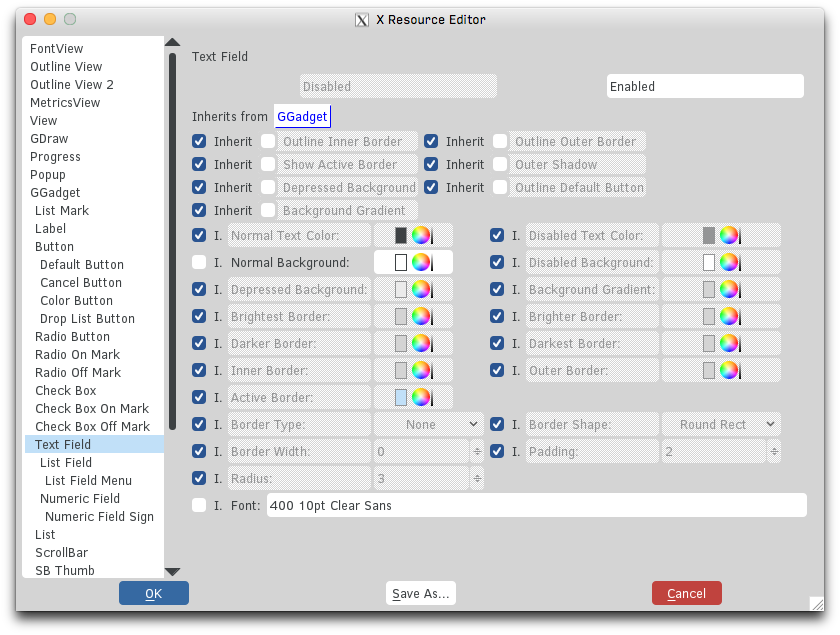 X Resource Editor
FontView
Outline View
Outline View 2
MetricsView
View
GDraw
Progress
Popup
GGadget
List Mark
Label
Button
Default Button
Cancel Button
Color Button
Drop List Button
Radio Button
Radio On Mark
Radio Off Mark
Check Box
Check Box On Mark
Check Box Off Mark
Text Field
List Field
List Field Menu
Numeric Field
Numeric Field Sign
List
ScrollBar
SB Thumb
Text Field
Disabled Enabled
Inherits from GGadget
Inherit Outline Inner Border Inherit Outline Outer Border
Inherit Show Active Border Inherit Outer Shadow
Inherit Depressed Background Inherit Outline Default Button
Inherit Background Gradient
I. Normal Text Color: I. Disabled Text Color:
I. Normal Background: I. Disabled Background:
I. Depressed Background: I. Background Gradient:
I. Brightest Border: I. Brighter Border:
I. Darker Border: I. Darkest Border:
I. Inner Border: I. Outer Border:
I. Active Border:
I. Border Type: None I. Border Shape: Round Rect
I. Border Width: 0 I. Padding: 2
I. Radius: 3
I. Font: 400 10pt Clear Sans
OK Save As... Cancel